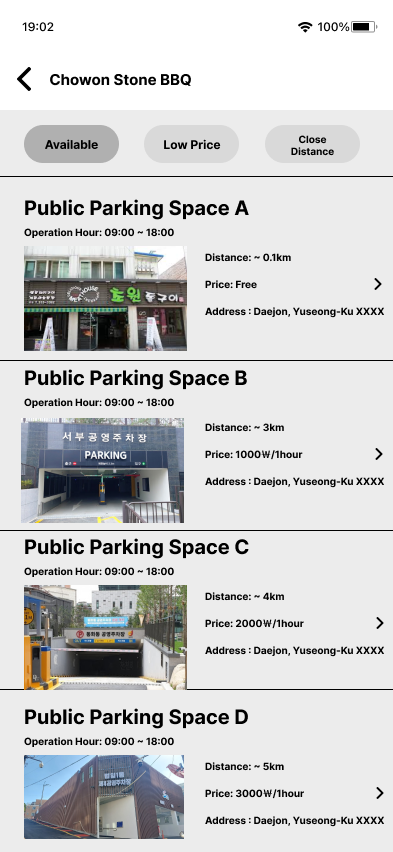 19:02
100%
Chowon Stone BBQ
Available
Low Price
Close
Distance
Public Parking Space A
Operation Hour: 09:00 ~ 18:00
초원돌구이
Distance: ~ 0.1km
Price: Free
Address : Daejon, Yuseong-Ku XXXX
Public Parking Space B
Operation Hour: 09:00 ~ 18:00
서부공영주차장
PARKING
Distance: ~ 3km
Price: 1000₩/1hour
Address : Daejon, Yuseong-Ku XXXX
Public Parking Space C
Operation Hour: 09:00 ~ 18:00
공영주차장
Distance: ~ 4km
Price: 2000₩/1hour
Address : Daejon, Yuseong-Ku XXXX
Public Parking Space D
Operation Hour: 09:00 ~ 18:00
Distance: ~ 5km
Price: 3000₩/1hour
Address : Daejon, Yuseong-Ku XXXX